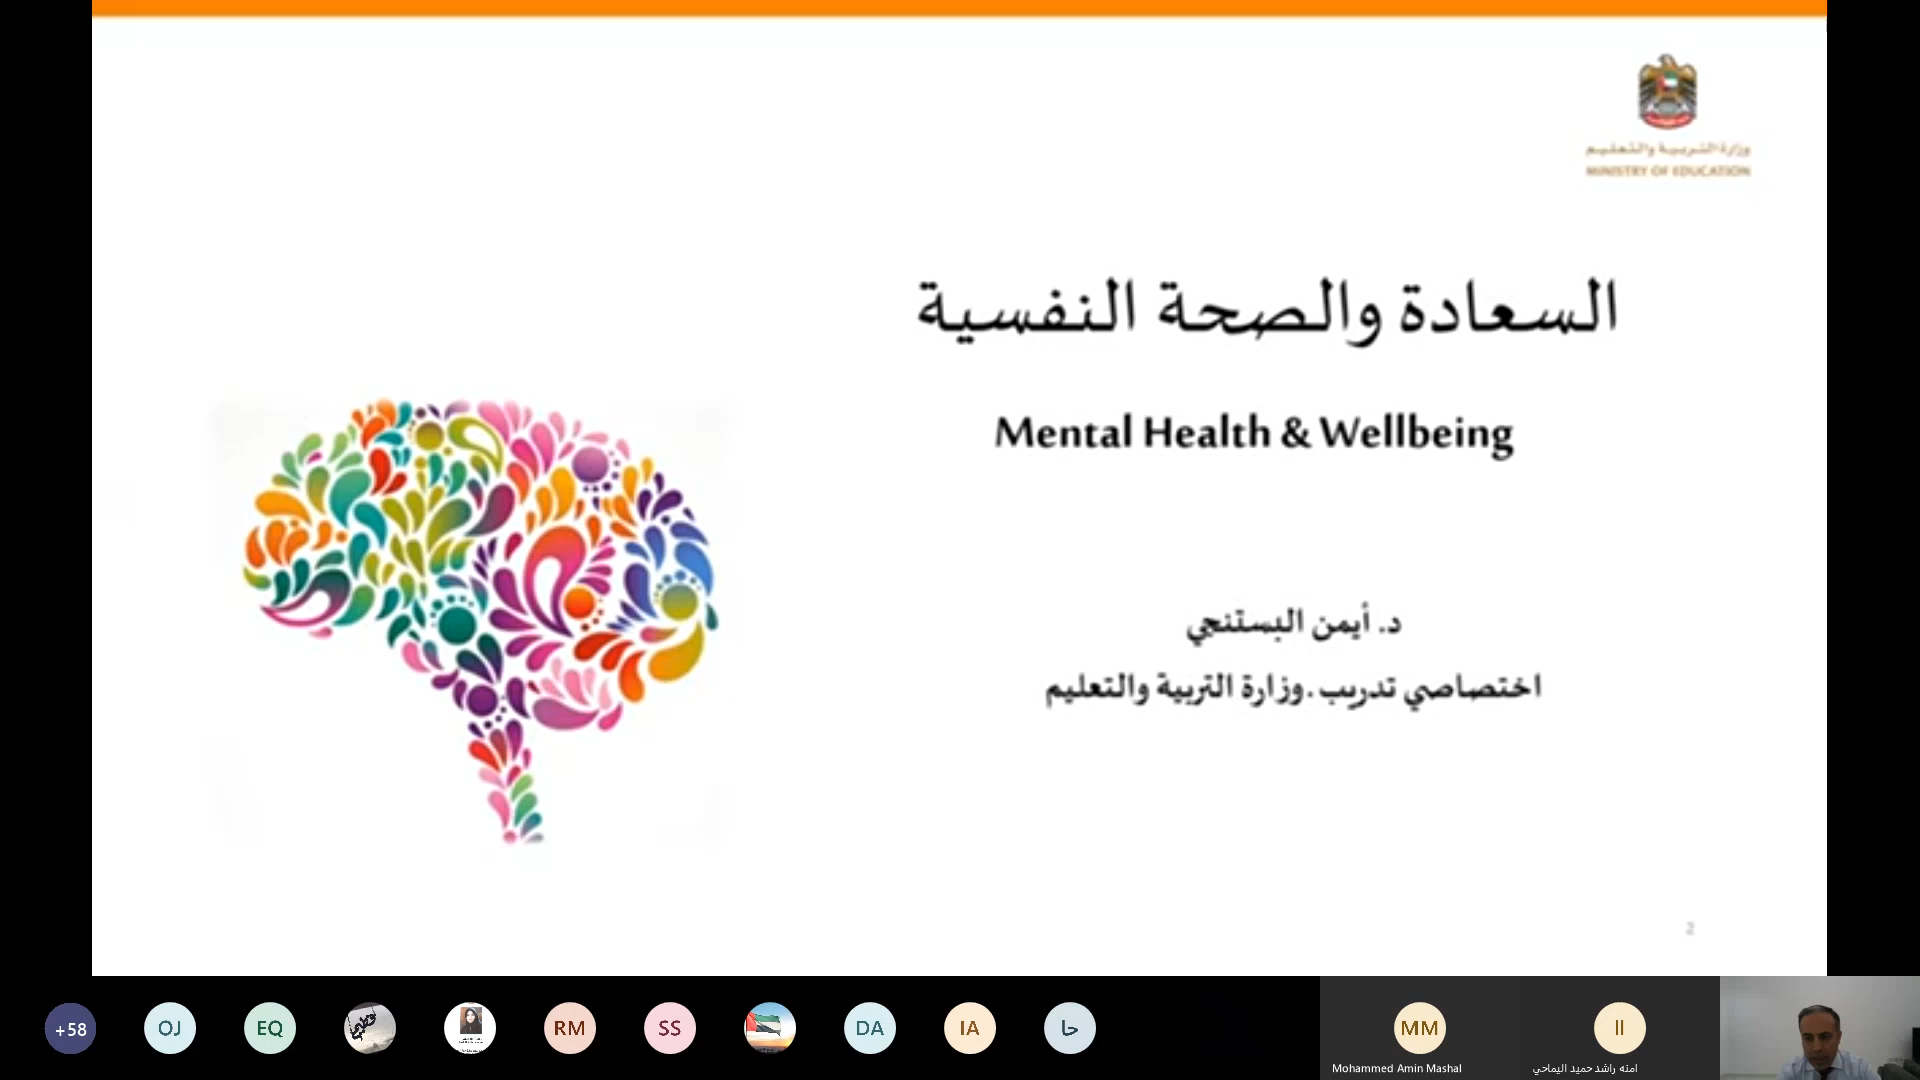 وزارة التربية والتعليم
MINISTRY OF EDUCATION
السعادة والصحة النفسية
Mental Health & Wellbeing
د. أيمن البستنجي
اختصاصي تدريب .وزارة التربية والتعليم
2
+58
OJ
EQ
RM
SS
DA
IA
حا
MM
Mohammed Amin Mashal
اا
امنه راشد حميد اليماحي